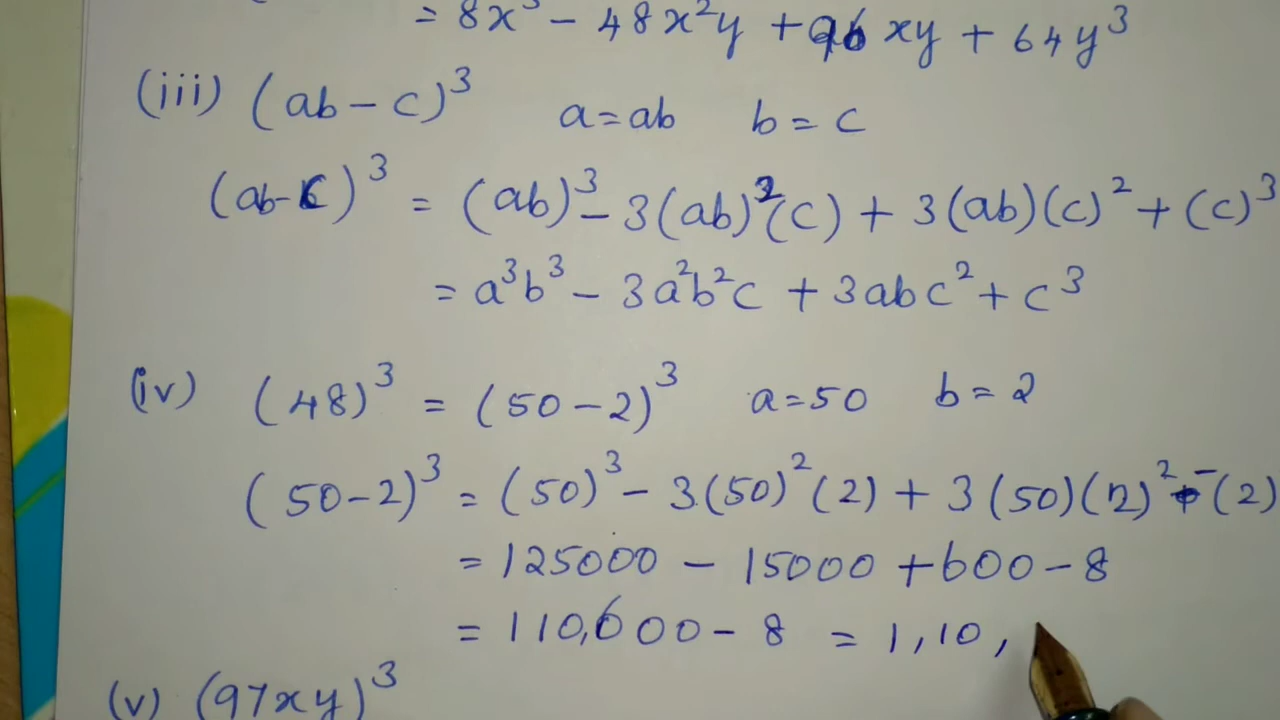 = 8x³ - 48x²y + 96 xy + 64y³
(iii) (ab - c)³ a=ab b=c
(ab-c)³ = (ab)³ - 3(ab)²(c) + 3(ab)(c)² + (c)³
= a³b³ - 3a²b²c + 3abc² + c³
(iv) (48)³ = (50-2)³ a=50 b=2
(50-2)³ = (50)³ - 3(50)²(2) + 3(50)(2)² - (2)
= 125000 - 15000 + 600 - 8
= 110,600 - 8 = 1,10,
(v) (97xy)³